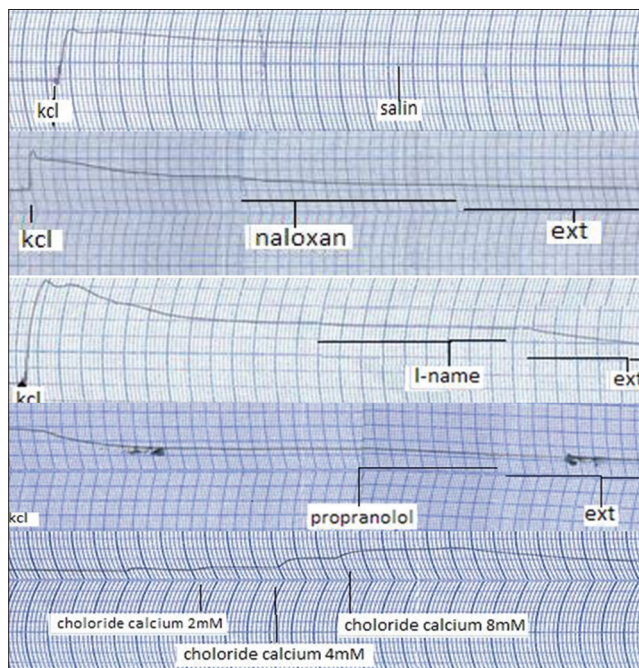 kcl
salin
kcl
naloxan
ext
kcl
l-name
ext
kcl
propranolol
ext
choloride calcium 2mM
choloride calcium 4mM
choloride calcium 8mM